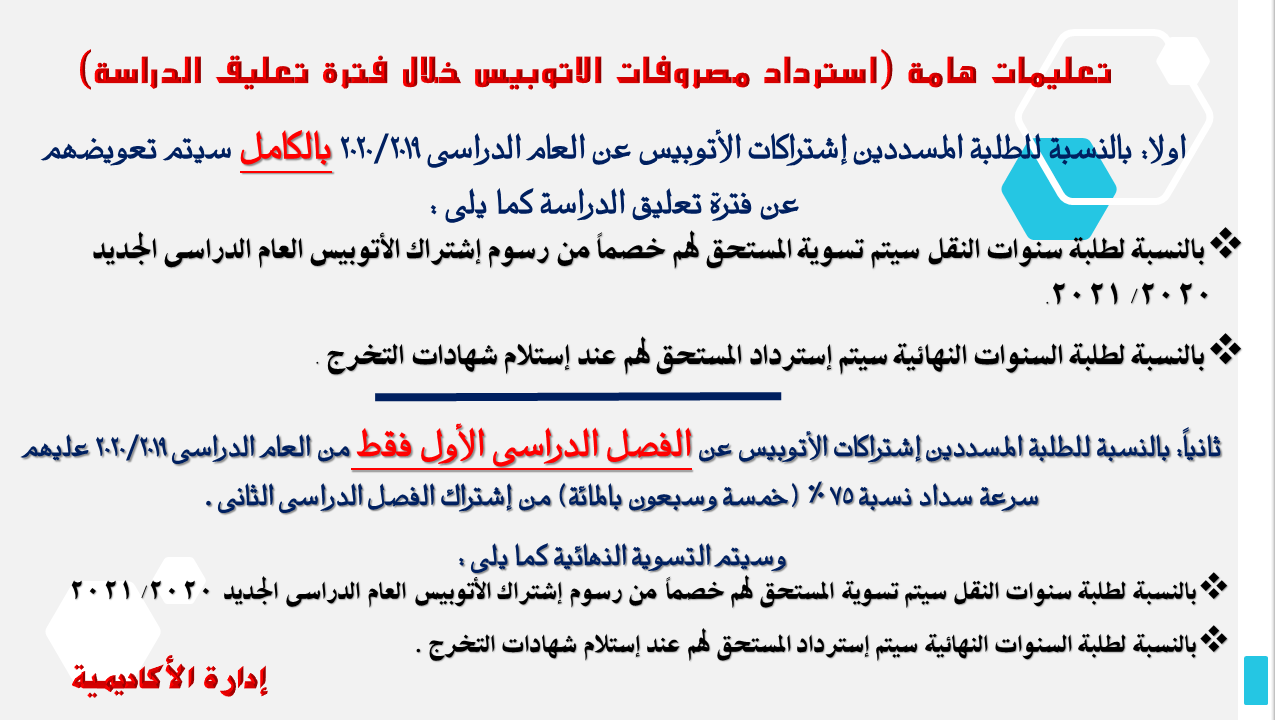 تعليمات هامة (استرداد مصروفات الاتوبيس خلال فترة تعليق الدراسة)
اولا: بالنسبة للطلبة المسددين إشتراكات الأتوبيس عن العام الدراسى ٢٠٢٠/٢٠١٩ بالكامل سيتم تعويضهم
عن فترة تعليق الدراسة كما يلى :
❖بالنسبة لطلبة سنوات النقل سيتم تسوية المستحق لهم خصماً من رسوم إشتراك الأتوبيس العام الدراسى الجديد
٢٠٢٠/ ٢٠٢١.
❖بالنسبة لطلبة السنوات النهائية سيتم إسترداد المستحق لهم عند إستلام شهادات التخرج .
ثانياً: بالنسبة للطلبة المسددين إشتراكات الأتوبيس عن الفصل الدراسى الأول فقط من العام الدراسى ٢٠٢٠/٢٠١٩ عليهم
سرعة سداد نسبة ٧٥ ٪ (خمسة وسبعون بالمائة) من إشتراك الفصل الدراسى الثانى .
وسيتم التسوية النهائية كما يلى :
❖بالنسبة لطلبة سنوات النقل سيتم تسوية المستحق لهم خصماً من رسوم إشتراك الأتوبيس العام الدراسى الجديد ٢٠٢٠/ ٢٠٢١
❖بالنسبة لطلبة السنوات النهائية سيتم إسترداد المستحق لهم عند إستلام شهادات التخرج .
إدارة الأكاديمية